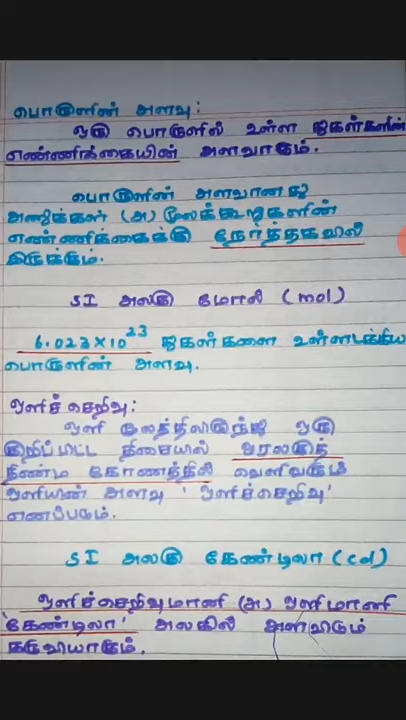 பொருளின் அளவு:
ஒரு பொருளில் உள்ள துகள்களின்
எண்ணிக்கையின் அளவாகும்.
பொருளின் அளவானது
அணுக்கள் (அ) மூலக்கூறுகளின்
எண்ணிக்கைக்கு நேர்த்தகவில்
இருக்கும்.
SI அலகு மோல் (mol)
6.023×10²³ துகள்களை உள்ளடக்கிய
பொருளின் அளவு.
ஒளிச் செறிவு:
ஒளி மூலத்திலிருந்து ஒரு
குறிப்பிட்ட திசையில் ஓரலகுத்
திண்ம கோணத்தில் வெளிவரும்
ஒளியின் அளவு 'ஒளிச்செறிவு'
எனப்படும்.
SI அலகு கேண்டிலா (cd)
ஒளிச்செறிவுமானி (அ) ஒளிமானி
'கேண்டிலா' அலகில் அளவிடும்
கருவியாகும்.